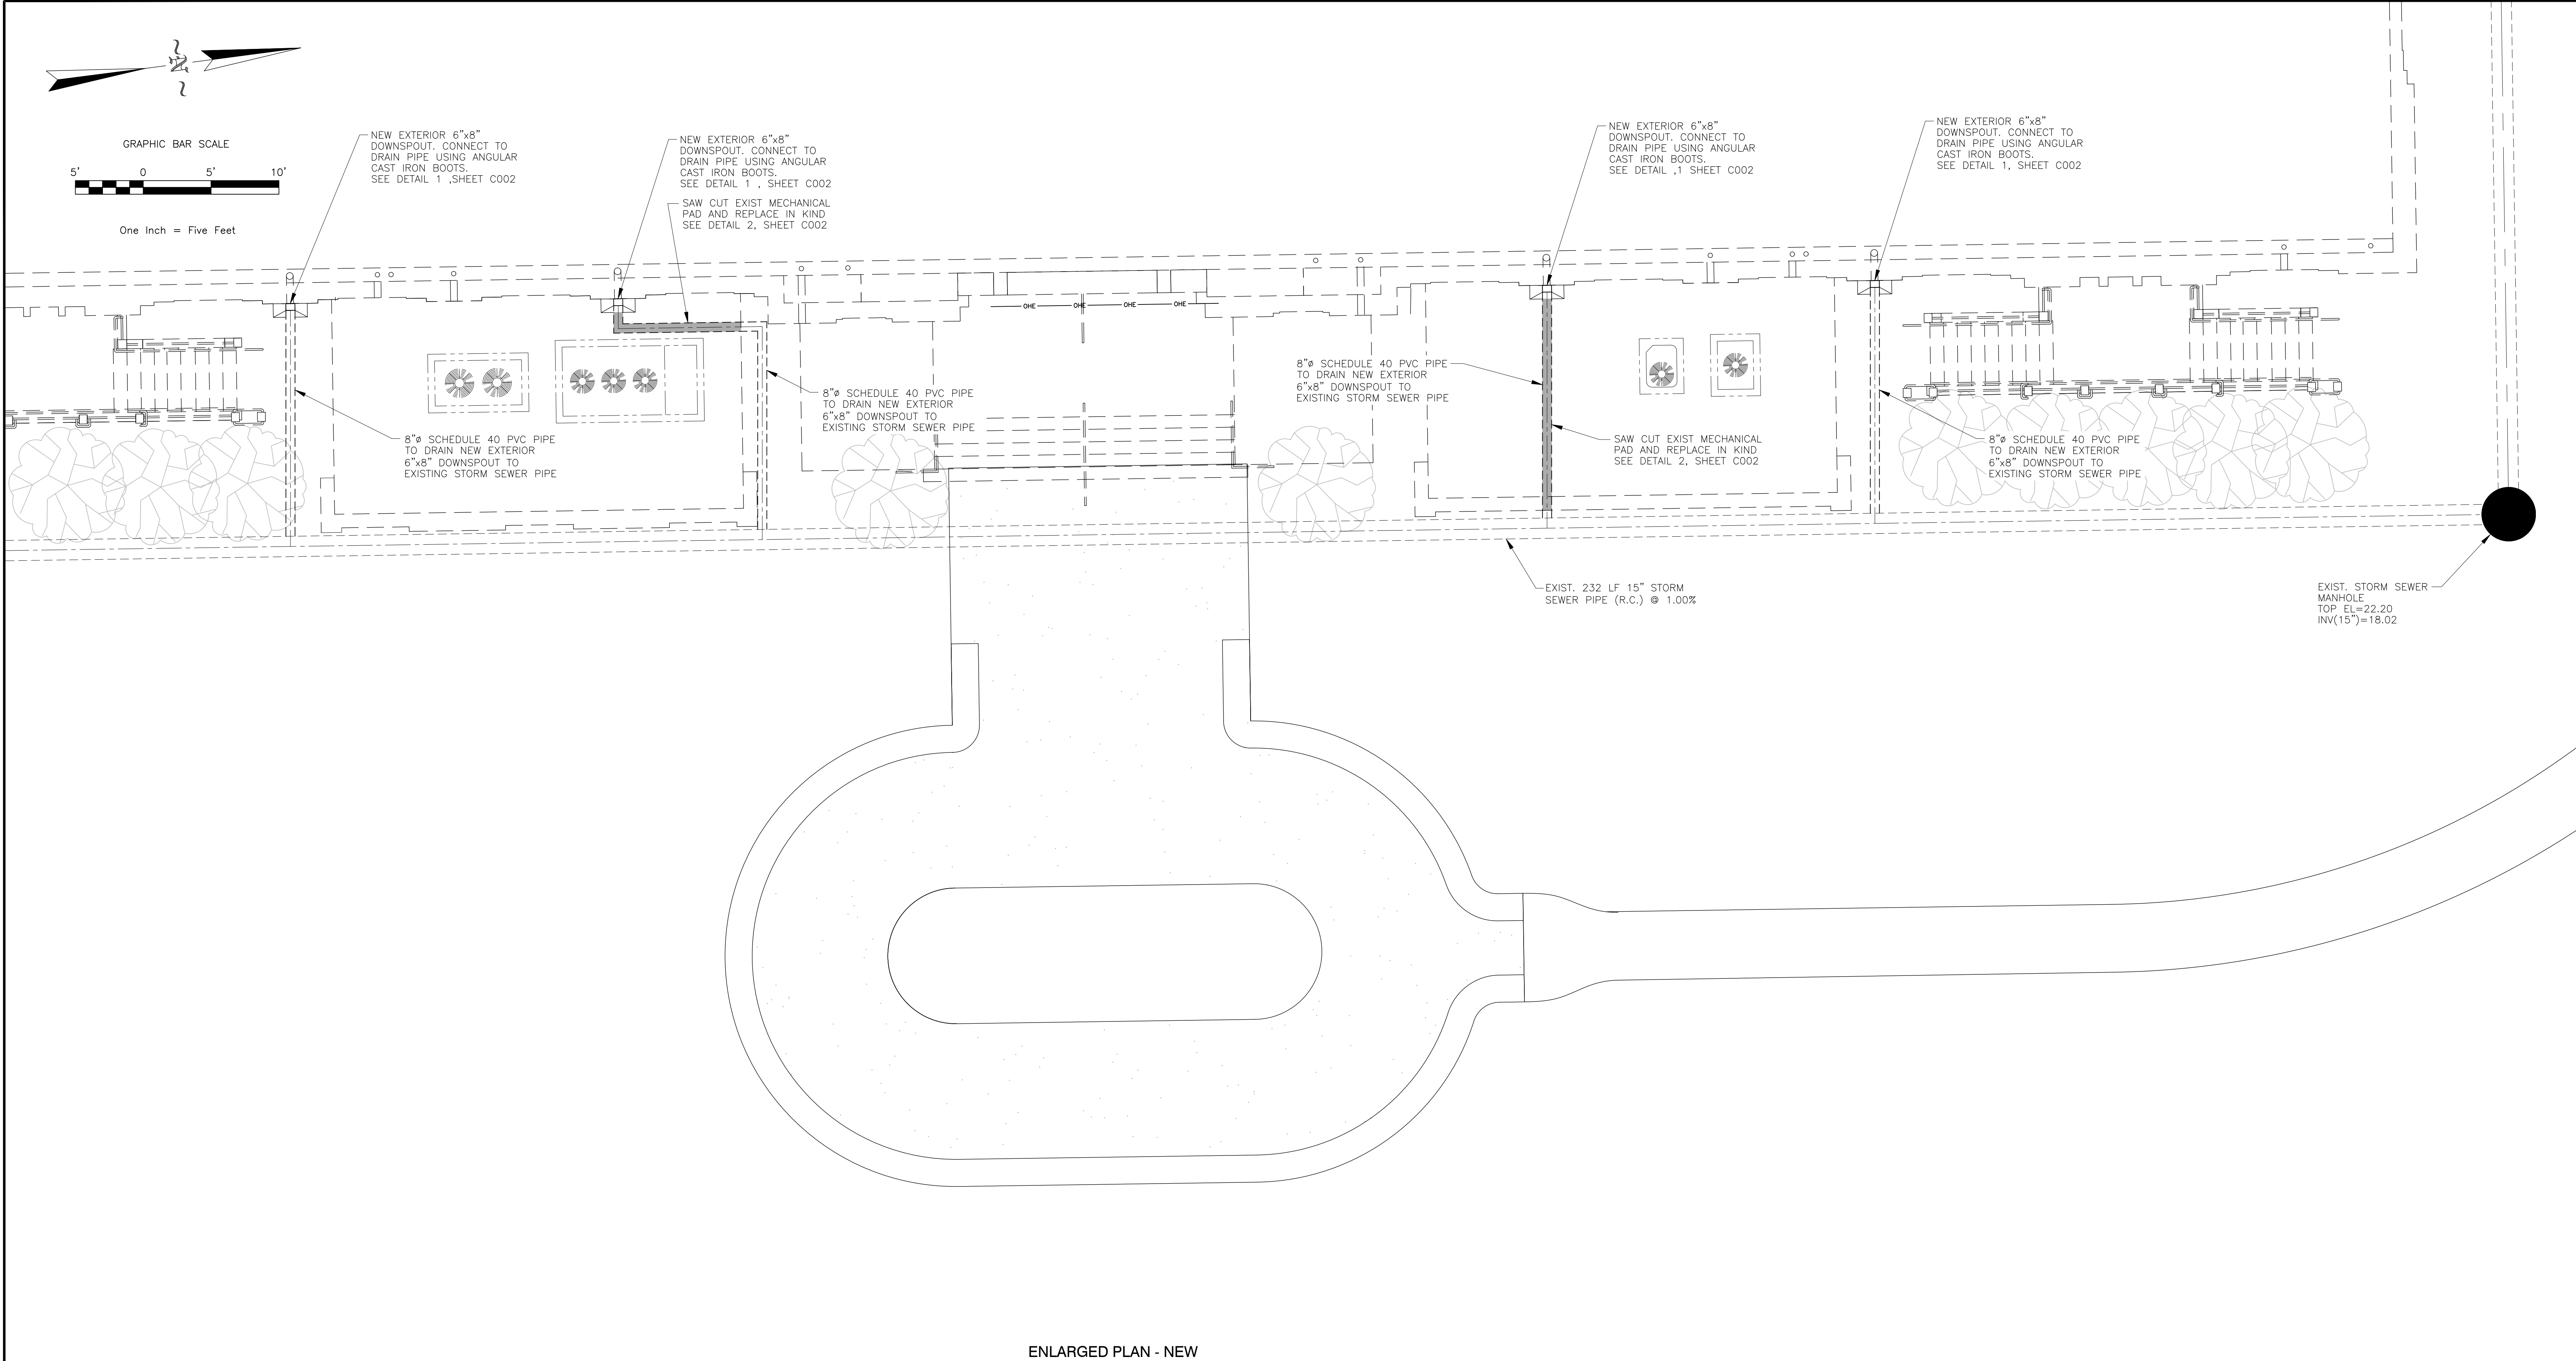 N
GRAPHIC BAR SCALE
5' 0 5' 10'
One Inch = Five Feet
NEW EXTERIOR 6"x8"
DOWNSPOUT. CONNECT TO
DRAIN PIPE USING ANGULAR
CAST IRON BOOTS.
SEE DETAIL 1 ,SHEET C002
NEW EXTERIOR 6"x8"
DOWNSPOUT. CONNECT TO
DRAIN PIPE USING ANGULAR
CAST IRON BOOTS.
SEE DETAIL 1 , SHEET C002
SAW CUT EXIST MECHANICAL
PAD AND REPLACE IN KIND
SEE DETAIL 2, SHEET C002
NEW EXTERIOR 6"x8"
DOWNSPOUT. CONNECT TO
DRAIN PIPE USING ANGULAR
CAST IRON BOOTS.
SEE DETAIL ,1 SHEET C002
NEW EXTERIOR 6"x8"
DOWNSPOUT. CONNECT TO
DRAIN PIPE USING ANGULAR
CAST IRON BOOTS.
SEE DETAIL 1, SHEET C002
OHE OHE OHE OHE
8"ø SCHEDULE 40 PVC PIPE
TO DRAIN NEW EXTERIOR
6"x8" DOWNSPOUT TO
EXISTING STORM SEWER PIPE
8"ø SCHEDULE 40 PVC PIPE
TO DRAIN NEW EXTERIOR
6"x8" DOWNSPOUT TO
EXISTING STORM SEWER PIPE
8"ø SCHEDULE 40 PVC PIPE
TO DRAIN NEW EXTERIOR
6"x8" DOWNSPOUT TO
EXISTING STORM SEWER PIPE
SAW CUT EXIST MECHANICAL
PAD AND REPLACE IN KIND
SEE DETAIL 2, SHEET C002
8"ø SCHEDULE 40 PVC PIPE
TO DRAIN NEW EXTERIOR
6"x8" DOWNSPOUT TO
EXISTING STORM SEWER PIPE
EXIST. 232 LF 15" STORM
SEWER PIPE (R.C.) @ 1.00%
EXIST. STORM SEWER
MANHOLE
TOP EL=22.20
INV(15")=18.02
ENLARGED PLAN - NEW